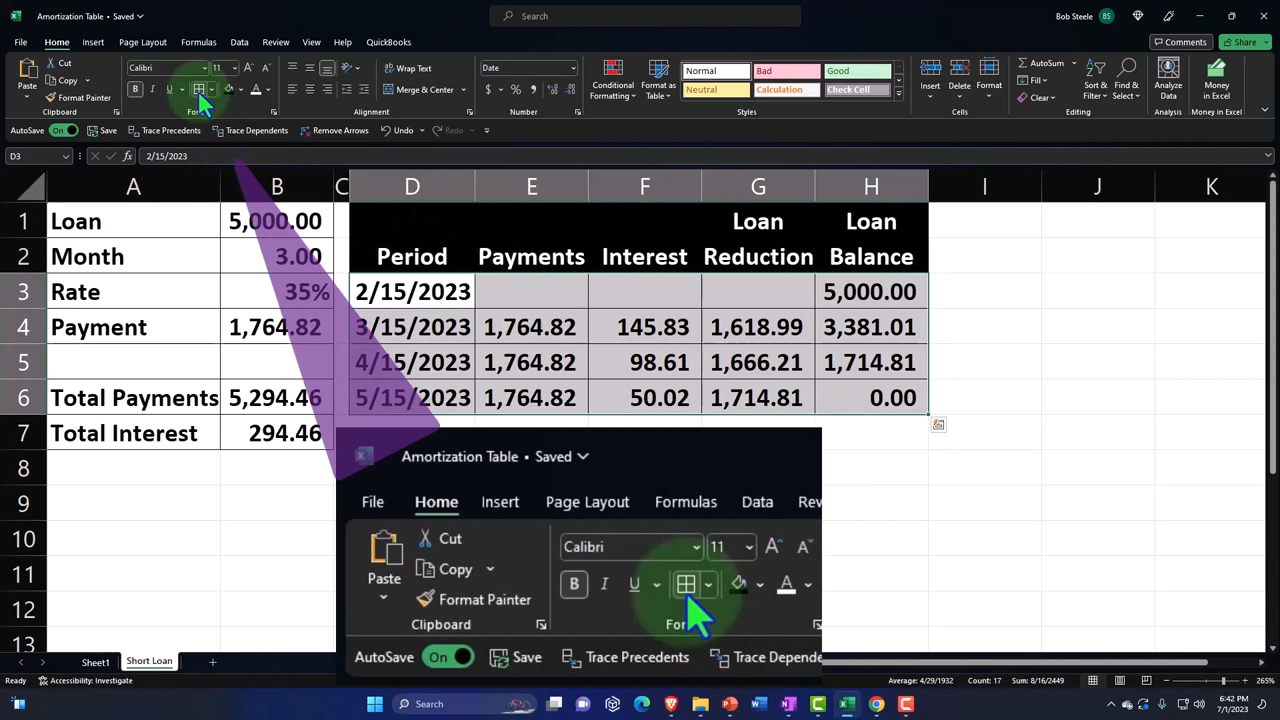 Amortization Table • Saved
Search
Bob Steele BS
File Home Insert Page Layout Formulas Data Review View Help QuickBooks
Comments Share
Paste Cut Copy Format Painter
Calibri 11
B I U A
Wrap Text
Merge & Center
Date
$ %
Conditional Formatting
Format as Table
Normal Bad Good
Neutral Calculation Check Cell
Insert Delete Format
AutoSum Fill Clear
Analyze Data
Money in Excel
Clipboard Alignment Number Styles Cells Analysis Money in Excel
AutoSave On Save Trace Precedents Trace Dependents Remove Arrows Undo Redo
D3 fx 2/15/2023
A B C D E F G H I J K
1 Loan 5,000.00 Loan Loan
2 Month 3.00 Period Payments Interest Reduction Balance
3 Rate 35% 2/15/2023 5,000.00
4 Payment 1,764.82 3/15/2023 1,764.82 145.83 1,618.99 3,381.01
5 4/15/2023 1,764.82 98.61 1,666.21 1,714.81
6 Total Payments 5,294.46 5/15/2023 1,764.82 50.02 1,714.81 0.00
7 Total Interest 294.46
8
9
10
11
12
13
Amortization Table • Saved
File Home Insert Page Layout Formulas Data
Paste Cut Copy Format Painter
Calibri 11
B I U A
Clipboard
AutoSave On Save Trace Precedents
Sheet1 Short Loan
Ready Accessibility: Investigate Average: 4/29/1932 Count: 17 Sum: 8/16/2449 265%
Search
6:42 PM
7/1/2023